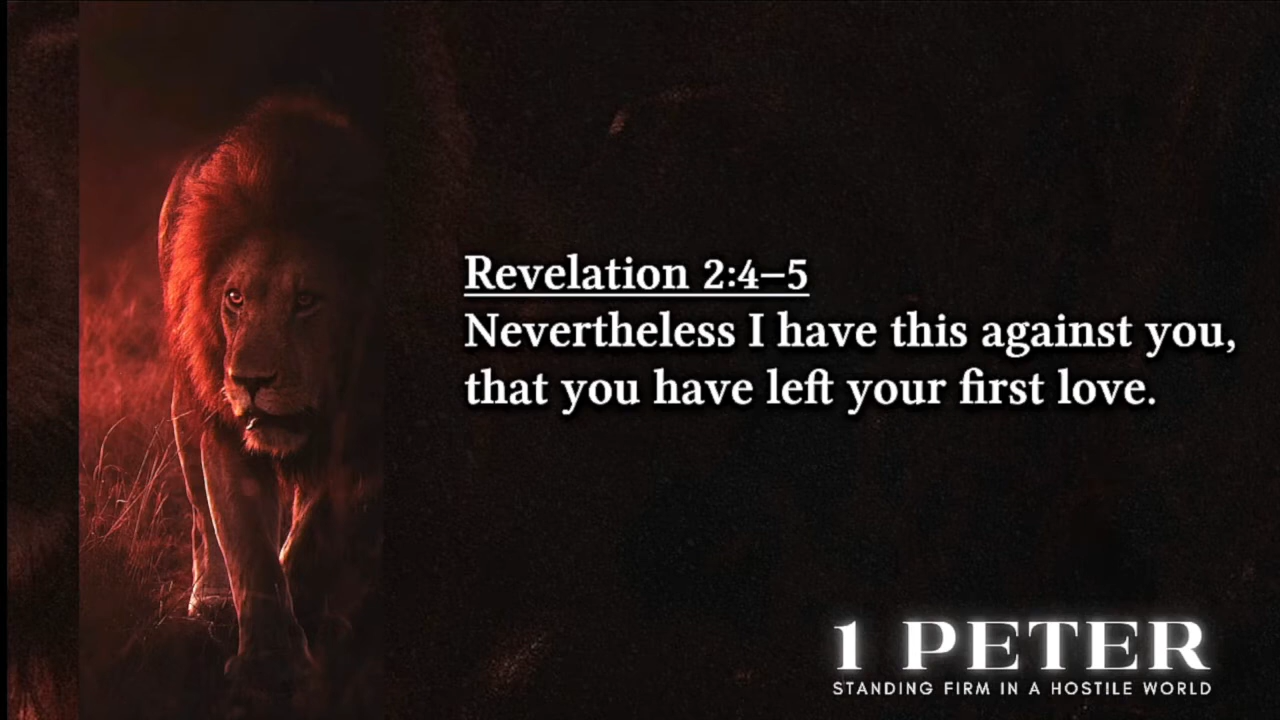 Revelation 2:4–5
Nevertheless I have this against you,
that you have left your first love.
1 PETER
STANDING FIRM IN A HOSTILE WORLD